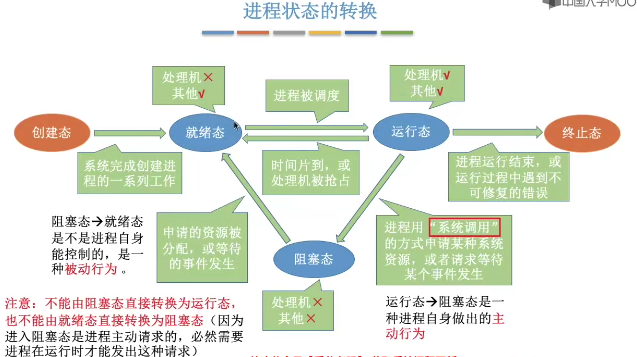 进程状态的转换
中国大学MOO
处理机×
其他√
进程被调度
处理机√
其他√
创建态
就绪态
运行态
终止态
系统完成创建进
程的一系列工作
时间片到，或
处理机被抢占
进程运行结束，或
运行过程中遇到不
可修复的错误
阻塞态→就绪态
是不是进程自身
能控制的，是一
种被动行为。
申请的资源被
分配，或等待
的事件发生
进程用“系统调用”
的方式申请某种系统
资源，或者请求等待
某个事件发生
阻塞态
处理机×
其他×
运行态→阻塞态是一
种进程自身做出的主
动行为
注意：不能由阻塞态直接转换为运行态，
也不能由就绪态直接转换为阻塞态（因为
进入阻塞态是进程主动请求的，必然需要
进程在运行时才能发出这种请求）